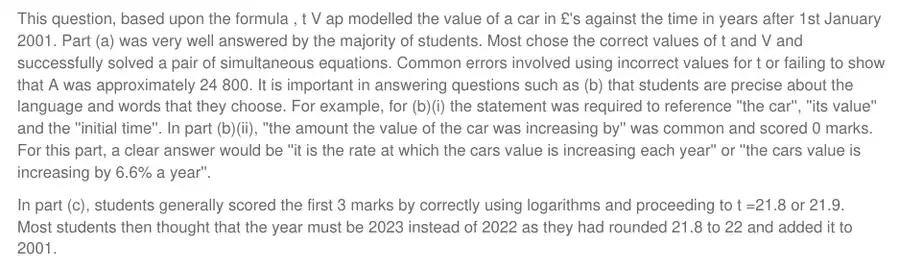 This question, based upon the formula , t V ap modelled the value of a car in £'s against the time in years after 1st January
2001. Part (a) was very well answered by the majority of students. Most chose the correct values of t and V and
successfully solved a pair of simultaneous equations. Common errors involved using incorrect values for t or failing to show
that A was approximately 24 800. It is important in answering questions such as (b) that students are precise about the
language and words that they choose. For example, for (b)(i) the statement was required to reference "the car", "its value"
and the "initial time". In part (b)(ii), "the amount the value of the car was increasing by" was common and scored 0 marks.
For this part, a clear answer would be "it is the rate at which the cars value is increasing each year" or "the cars value is
increasing by 6.6% a year".
In part (c), students generally scored the first 3 marks by correctly using logarithms and proceeding to t =21.8 or 21.9.
Most students then thought that the year must be 2023 instead of 2022 as they had rounded 21.8 to 22 and added it to
2001.